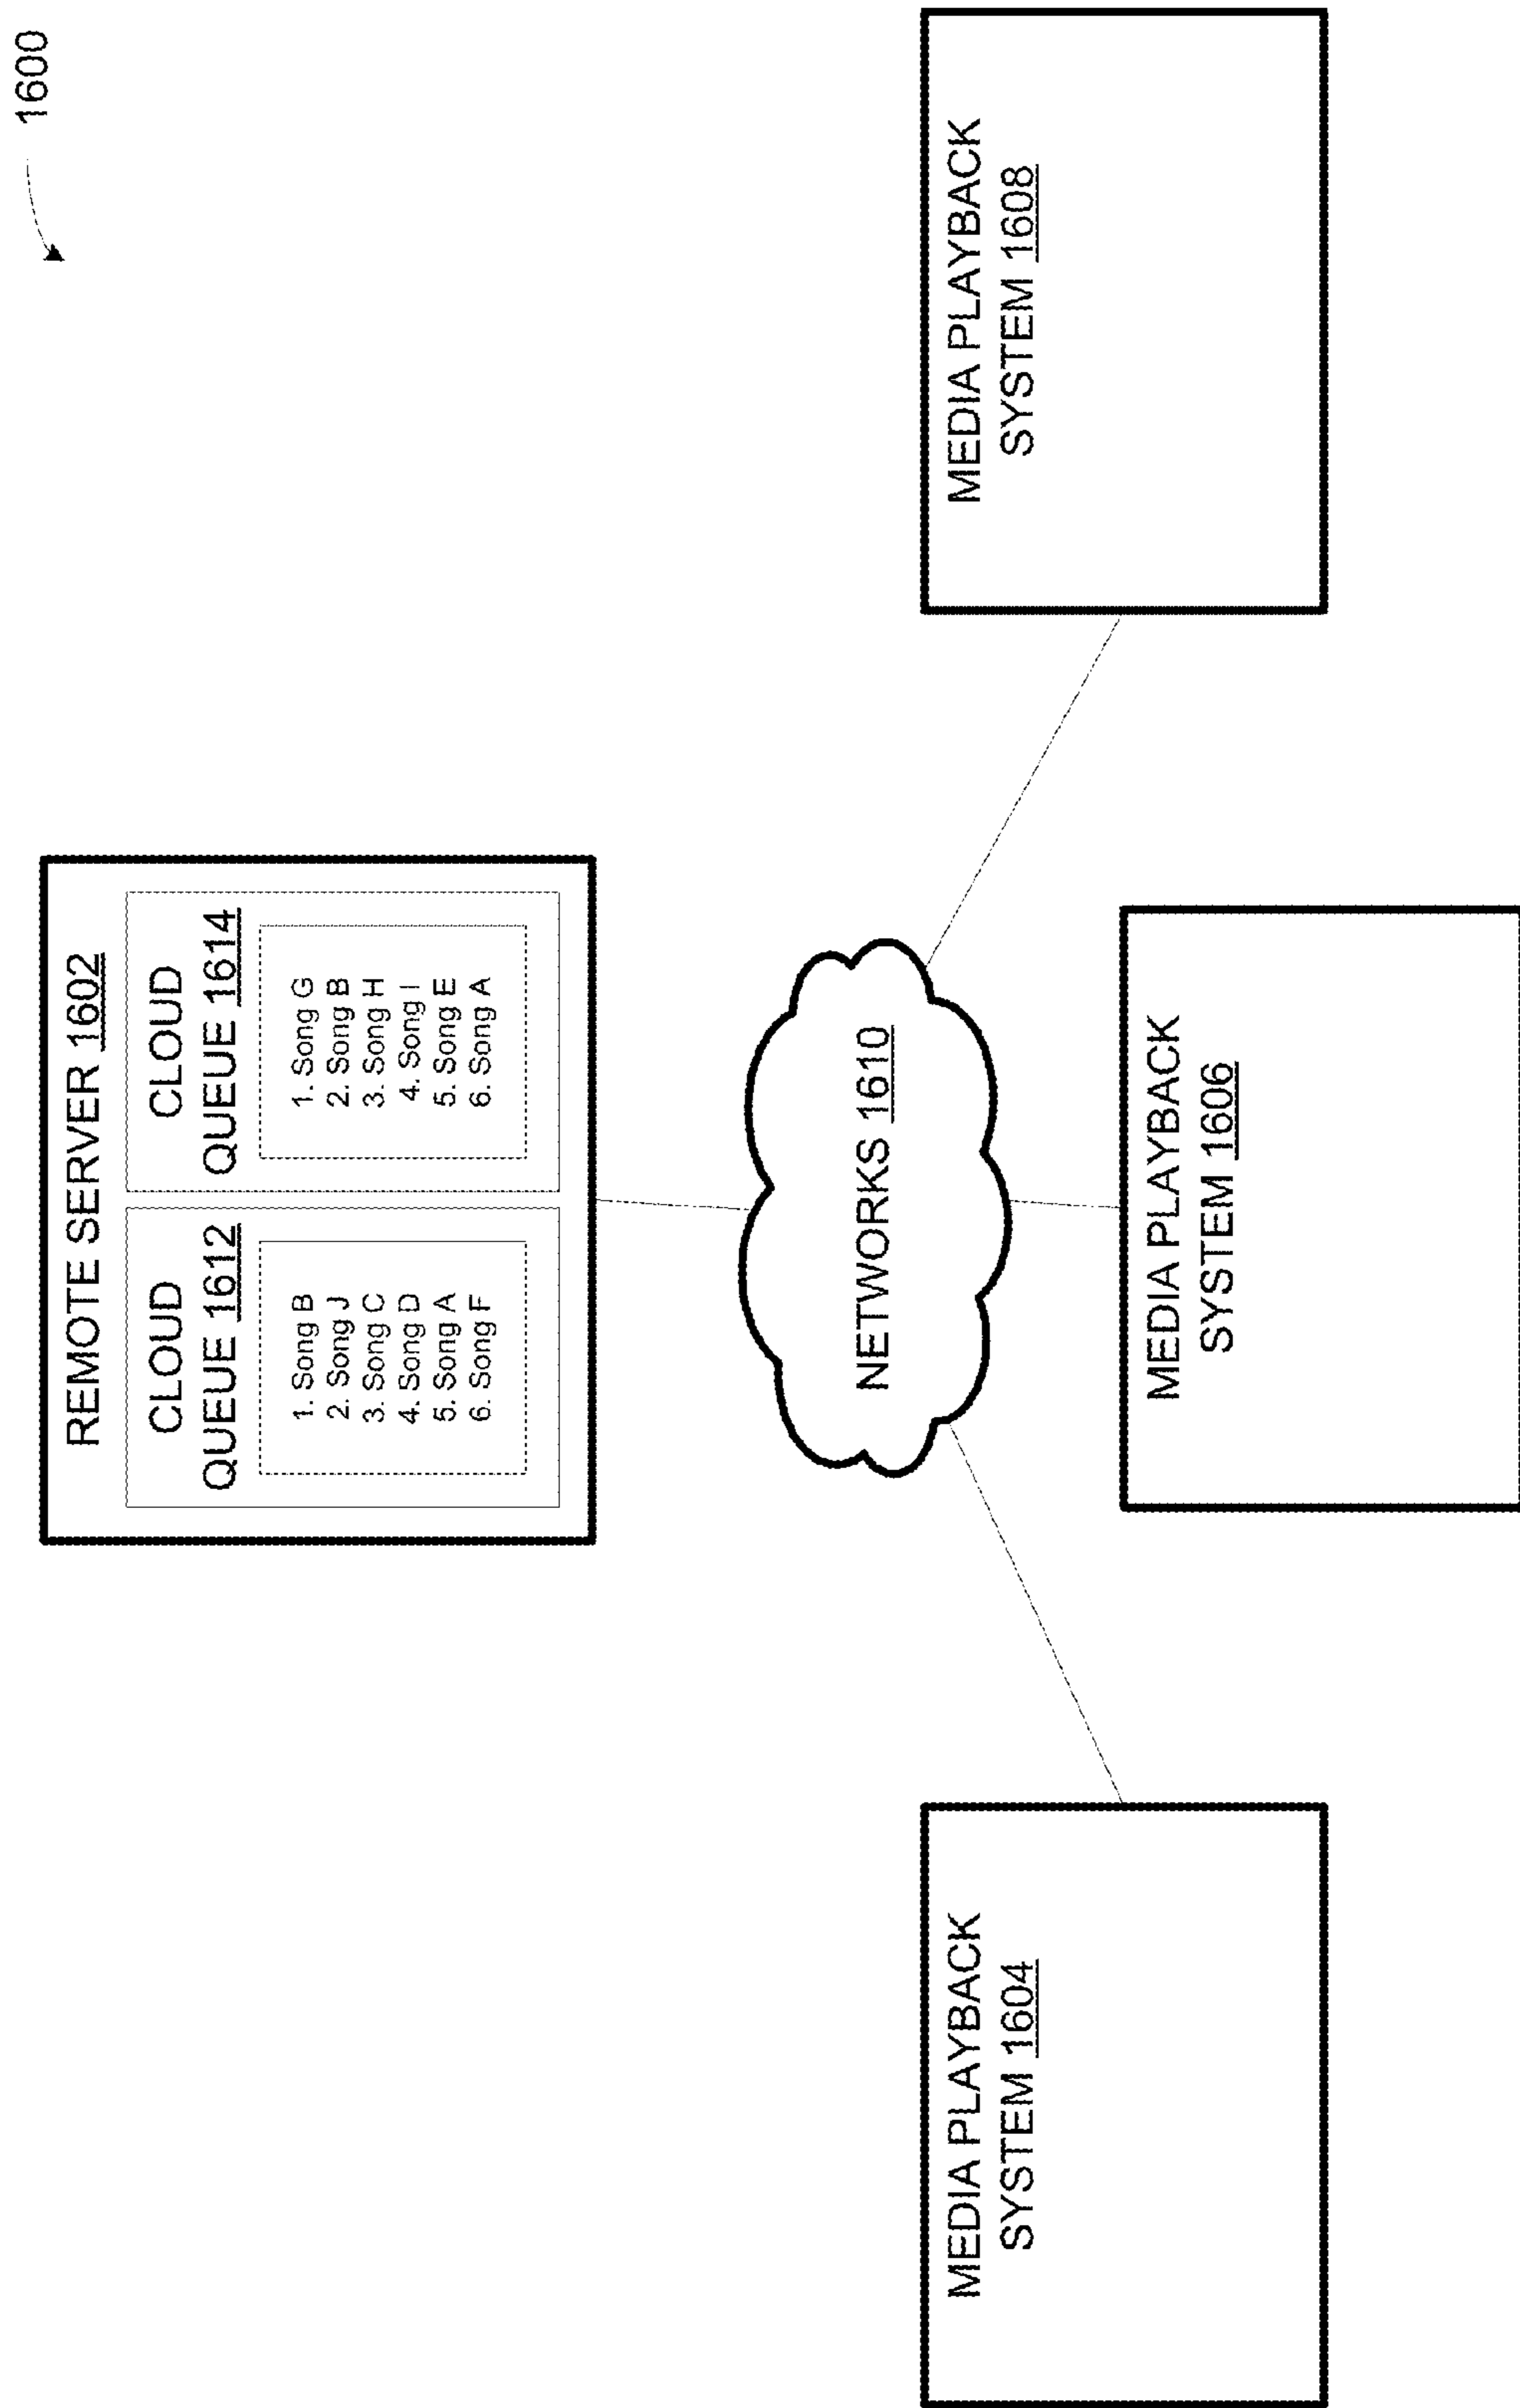 1600
REMOTE SERVER 1602
CLOUD
QUEUE 1612
1. Song B
2. Song J
3. Song C
4. Song D
5. Song A
6. Song F
CLOUD
QUEUE 1614
1. Song G
2. Song B
3. Song H
4. Song I
5. Song E
6. Song A
NETWORKS 1610
MEDIA PLAYBACK
SYSTEM 1604
MEDIA PLAYBACK
SYSTEM 1606
MEDIA PLAYBACK
SYSTEM 1608